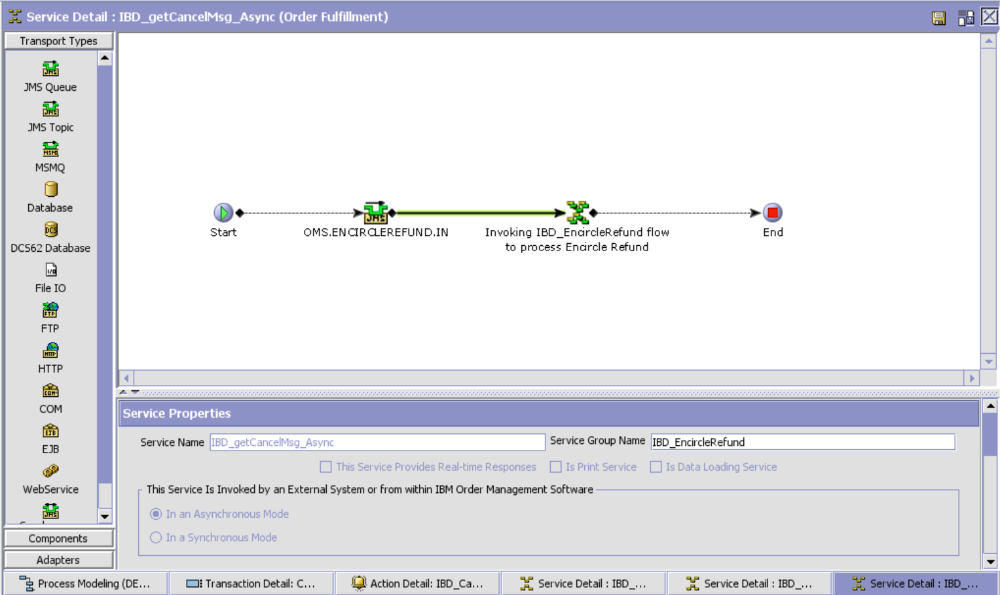 Service Detail : IBD_getCancelMsg_Async (Order Fulfillment)
Transport Types
JMS Queue
JMS Topic
MSMQ
Database
DCS62 Database
File IO
FTP
HTTP
COM
EJB
WebService
Components
Adapters
Start
OMS.ENCIRCLEREFUND.IN
Invoking IBD_EncircleRefund flow
to process Encircle Refund
End
Service Properties
Service Name IBD_getCancelMsg_Async Service Group Name IBD_EncircleRefund
This Service Provides Real-time Responses Is Print Service Is Data Loading Service
This Service Is Invoked by an External System or from within IBM Order Management Software
In an Asynchronous Mode
In a Synchronous Mode
Process Modeling (DE... Transaction Detail: C... Action Detail: IBD_Ca... Service Detail : IBD_... Service Detail : IBD_... Service Detail : IBD_...